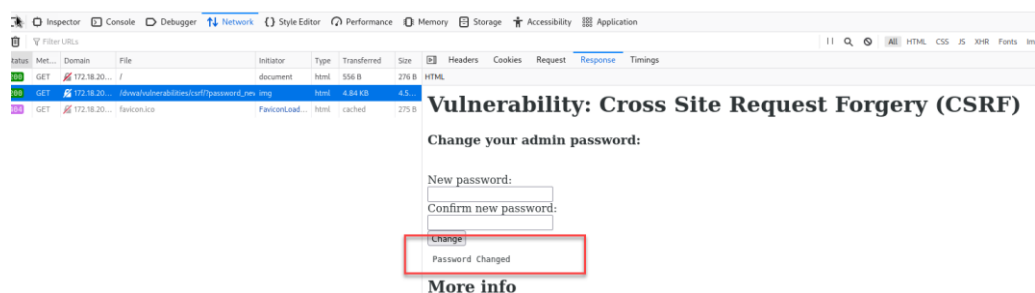 Inspector Console Debugger Network Style Editor Performance Memory Storage Accessibility Application
Filter URLs
All HTML CSS JS XHR Fonts Im
tatus Met... Domain File Initiator Type Transferred Size Headers Cookies Request Response Timings
200 GET 172.18.20... / document html 556 B 276 B HTML
200 GET 172.18.20... /dvwa/vulnerabilities/csrf/?password_nev img html 4.84 KB 4.5...
GET 172.18.20... favicon.ico FaviconLoad... html cached 275 B
Vulnerability: Cross Site Request Forgery (CSRF)
Change your admin password:
New password:
Confirm new password:
Change
Password Changed
More info